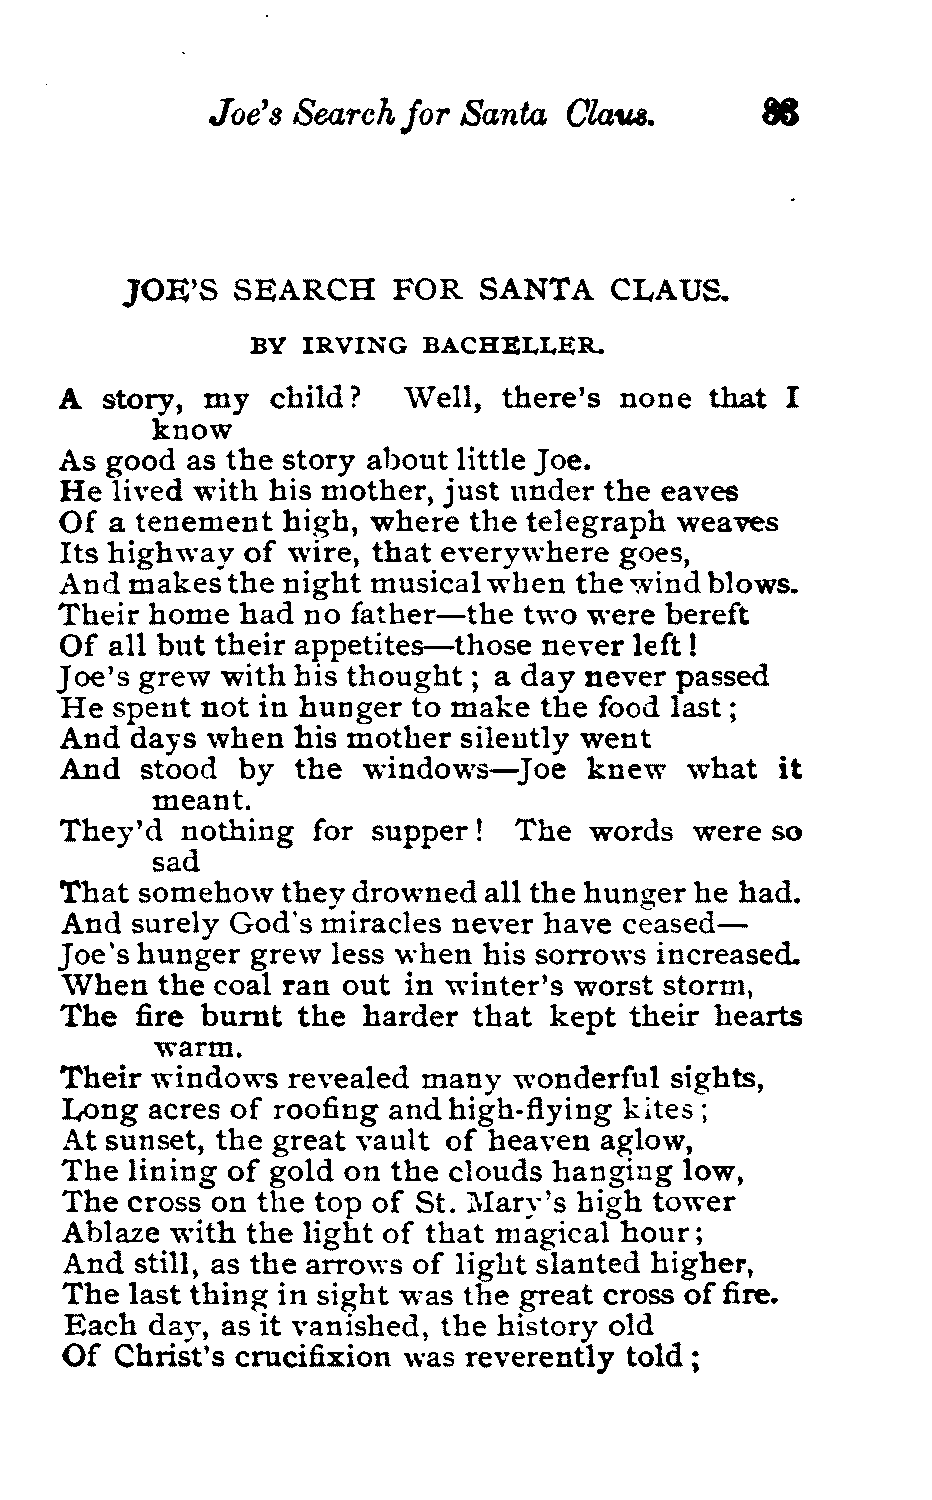 Joe's Search for Santa Claus.
JOE'S SEARCH FOR SANTA CLAUS.
BY IRVING BACHELLER.
A story, my child? Well, there's none that I
know
As good as the story about little Joe.
He lived with his mother, just under the eaves
Of a tenement high, where the telegraph weaves
Its highway of wire, that everywhere goes,
And makes the night musical when the wind blows.
Their home had no father—the two were bereft
Of all but their appetites—those never left!
Joe's grew with his thought; a day never passed
He spent not in hunger to make the food last;
And days when his mother silently went
And stood by the windows—Joe knew what it
meant.
They'd nothing for supper! The words were so
sad
That somehow they drowned all the hunger he had.
And surely God's miracles never have ceased—
Joe's hunger grew less when his sorrows increased.
When the coal ran out in winter's worst storm,
The fire burnt the harder that kept their hearts
warm.
Their windows revealed many wonderful sights,
Long acres of roofing and high-flying kites;
At sunset, the great vault of heaven aglow,
The lining of gold on the clouds hanging low,
The cross on the top of St. Mary's high tower
Ablaze with the light of that magical hour;
And still, as the arrows of light slanted higher,
The last thing in sight was the great cross of fire.
Each day, as it vanished, the history old
Of Christ's crucifixion was reverently told;